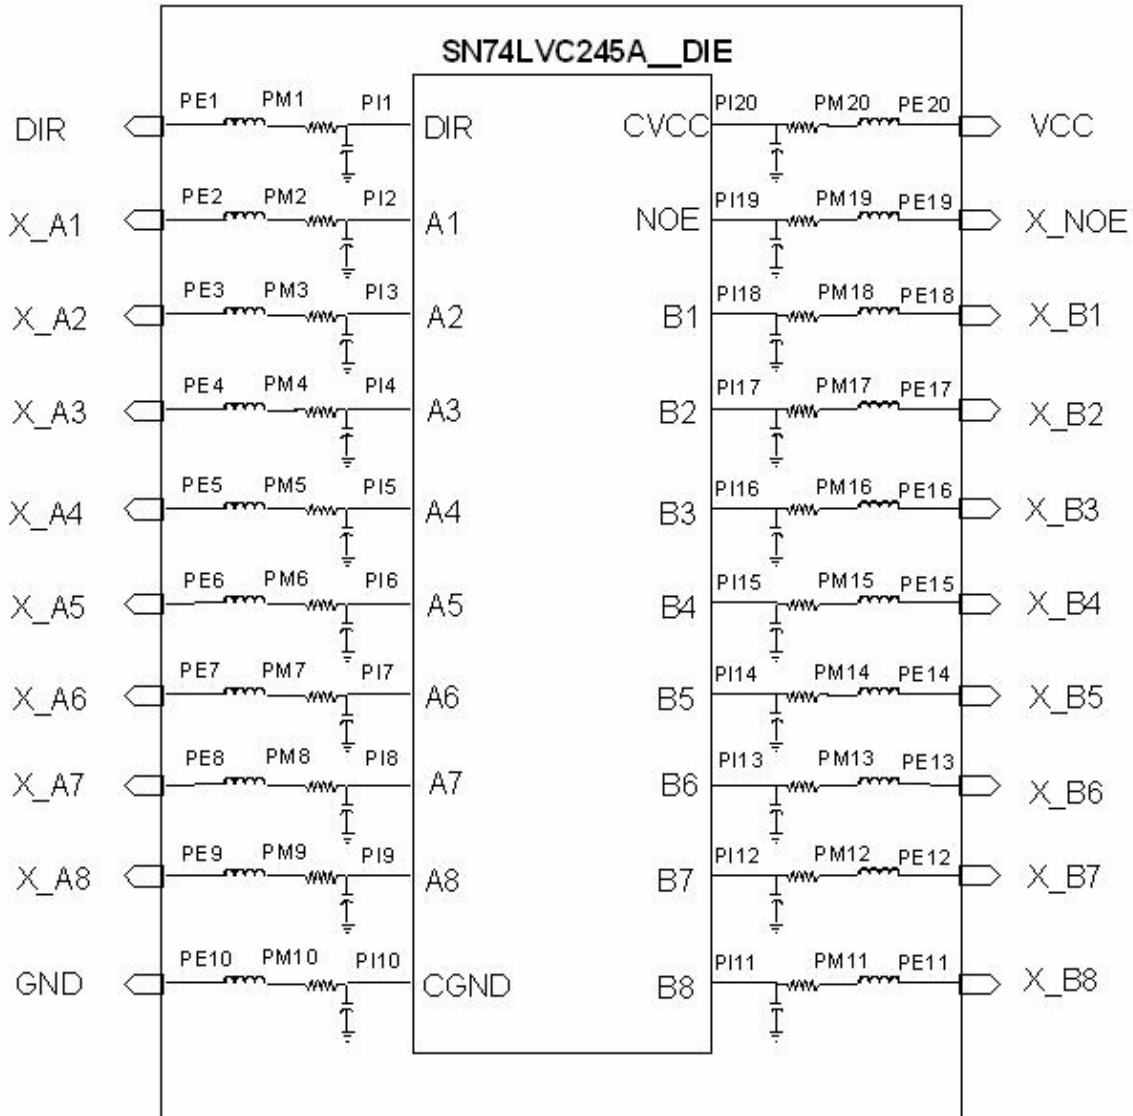 SN74LVC245A__DIE
PE1 PM1 PI1 PI20 PM20 PE20
DIR DIR CVCC VCC
PE2 PM2 PI2 PI19 PM19 PE19
X_A1 A1 NOE X_NOE
PE3 PM3 PI3 PI18 PM18 PE18
X_A2 A2 B1 X_B1
PE4 PM4 PI4 PI17 PM17 PE17
X_A3 A3 B2 X_B2
PE5 PM5 PI5 PI16 PM16 PE16
X_A4 A4 B3 X_B3
PE6 PM6 PI6 PI15 PM15 PE15
X_A5 A5 B4 X_B4
PE7 PM7 PI7 PI14 PM14 PE14
X_A6 A6 B5 X_B5
PE8 PM8 PI8 PI13 PM13 PE13
X_A7 A7 B6 X_B6
PE9 PM9 PI9 PI12 PM12 PE12
X_A8 A8 B7 X_B7
PE10 PM10 PI10 PI11 PM11 PE11
GND CGND B8 X_B8